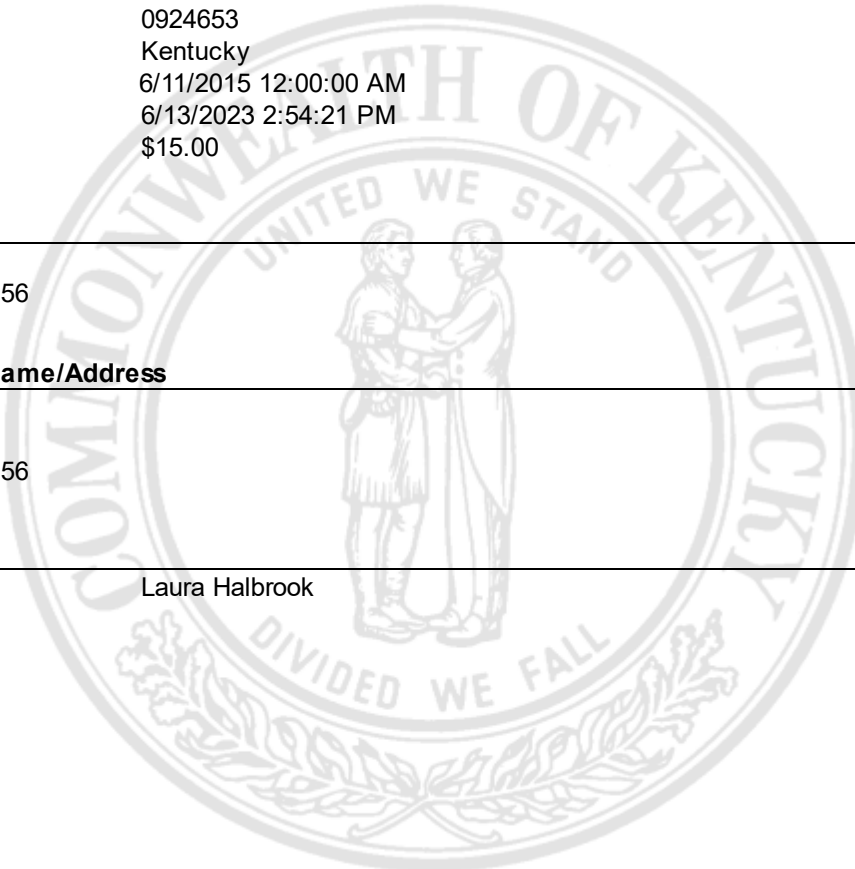 0924653
Kentucky
6/11/2015 12:00:00 AM
6/13/2023 2:54:21 PM
$15.00
COMMONWEALTH OF KENTUCKY
UNITED WE STAND
56
ame/Address
56
Laura Halbrook
DIVIDED WE FALL